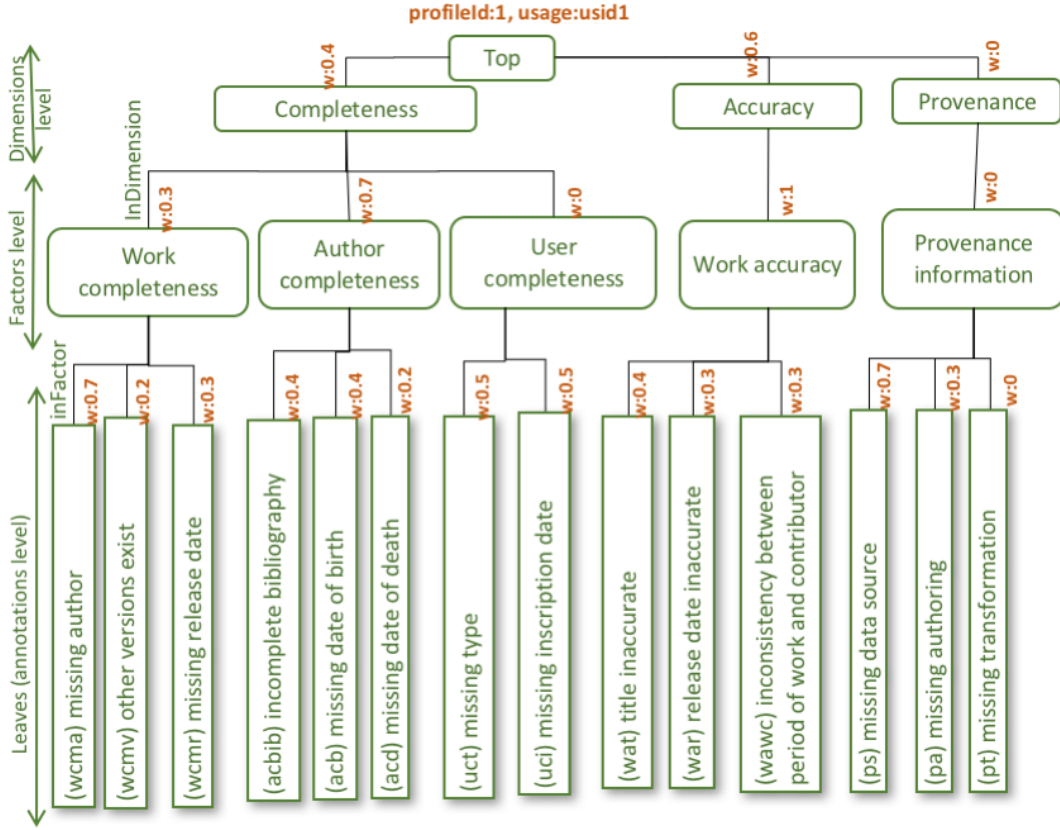 profileId:1, usage:usid1
Top
w:0.4
w:0.6
w:0
Dimensions
level
Completeness
Accuracy
Provenance
InDimension
w:0.3
w:0.7
w:0
w:1
w:0
Factors level
Work
completeness
Author
completeness
User
completeness
Work accuracy
Provenance
information
inFactor
w:0.7
w:0.2
w:0.3
w:0.4
w:0.4
w:0.2
w:0.5
w:0.5
w:0.4
w:0.3
w:0.3
w:0.7
w:0.3
w:0
Leaves (annotations level)
(wcma) missing author
(wcmv) other versions exist
(wcmr) missing release date
(acbib) incomplete bibliography
(acb) missing date of birth
(acd) missing date of death
(uct) missing type
(uci) missing inscription date
(wat) title inaccurate
(war) release date inaccurate
(wawc) inconsistency between
period of work and contributor
(ps) missing data source
(pa) missing authoring
(pt) missing transformation